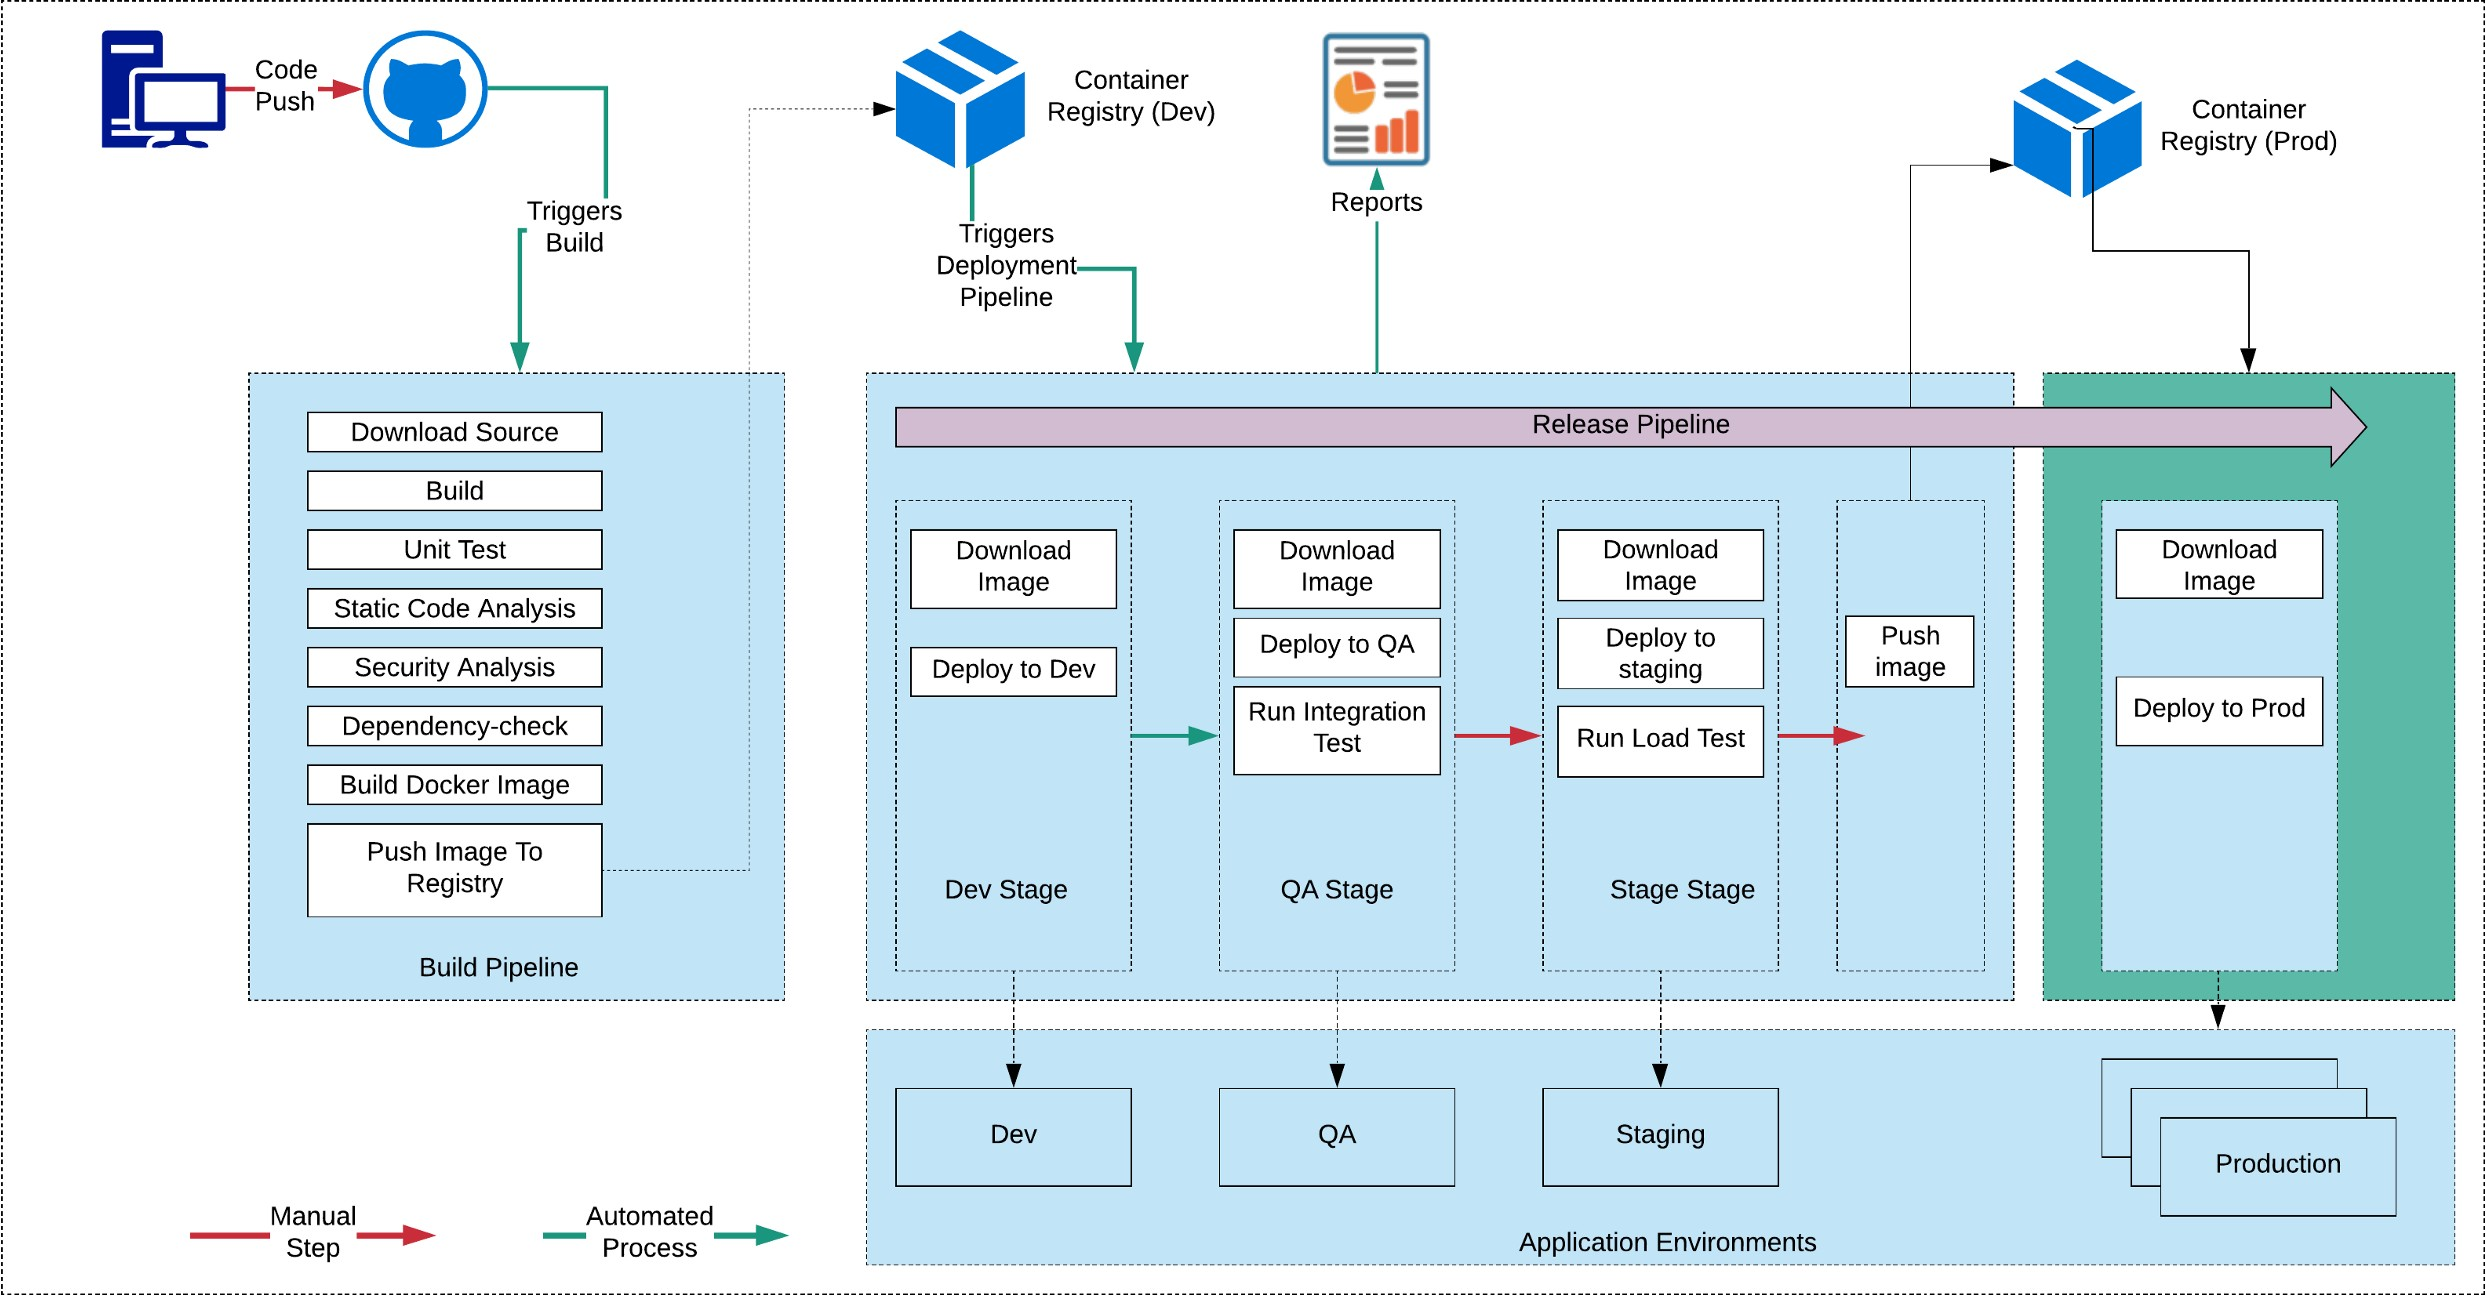 Code
Push
Container
Registry (Dev)
Container
Registry (Prod)
Triggers
Build
Triggers
Deployment
Pipeline
Reports
Download Source
Build
Unit Test
Static Code Analysis
Security Analysis
Dependency-check
Build Docker Image
Push Image To
Registry
Build Pipeline
Release Pipeline
Download
Image
Deploy to Dev
Dev Stage
Download
Image
Deploy to QA
Run Integration
Test
QA Stage
Download
Image
Deploy to
staging
Run Load Test
Stage Stage
Push
image
Download
Image
Deploy to Prod
Dev
QA
Staging
Production
Application Environments
Manual
Step
Automated
Process